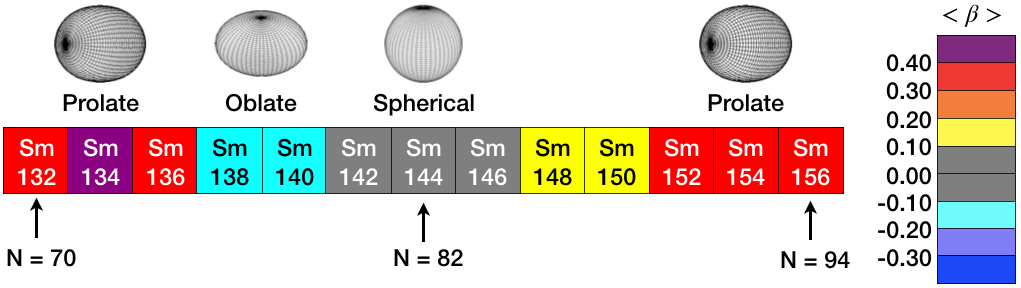 < β >
Prolate Oblate Spherical Prolate
Sm Sm Sm Sm Sm Sm Sm Sm Sm Sm Sm Sm Sm
132 134 136 138 140 142 144 146 148 150 152 154 156
N = 70 N = 82 N = 94
0.40
0.30
0.20
0.10
0.00
-0.10
-0.20
-0.30